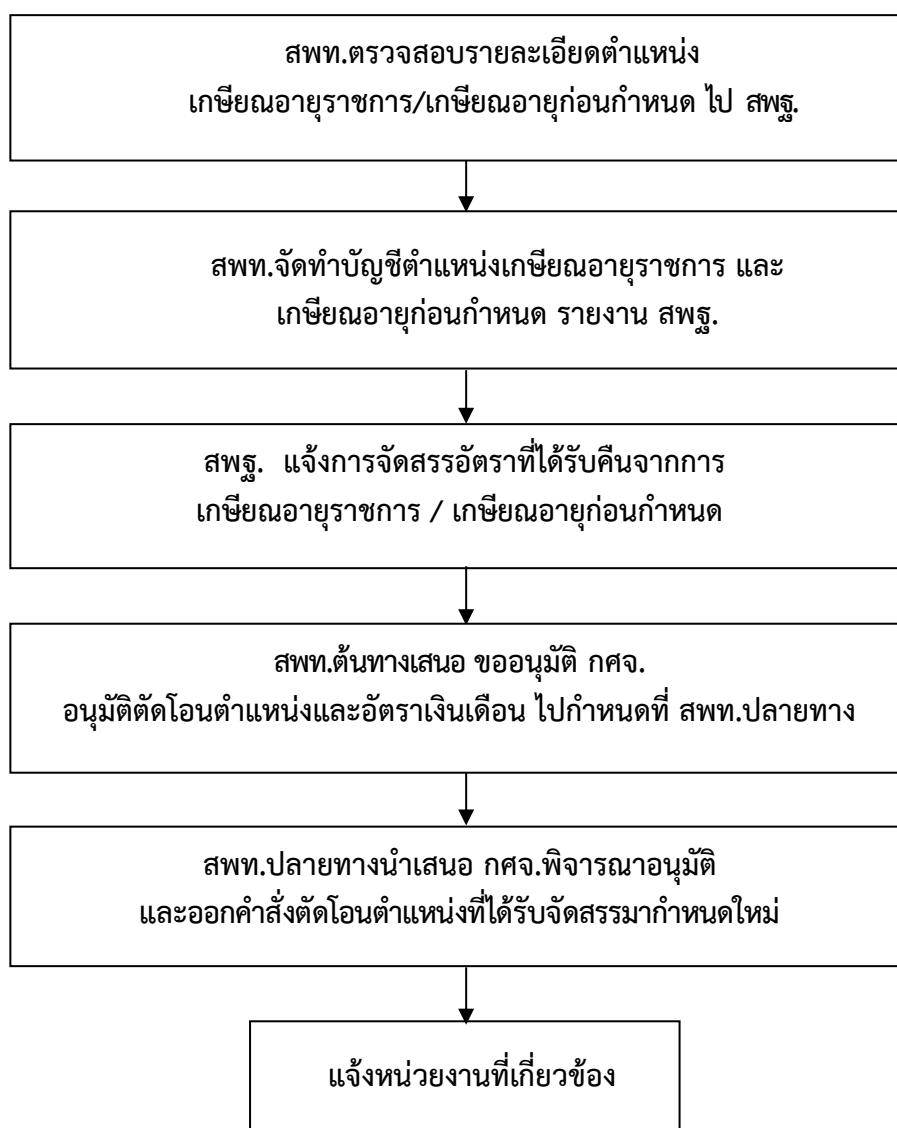 สพท.ตรวจสอบรายละเอียดตำแหน่ง
เกษียณอายุราชการ/เกษียณอายุก่อนกำหนด ไป สพฐ.
สพท.จัดทำบัญชีตำแหน่งเกษียณอายุราชการ และ
เกษียณอายุก่อนกำหนด รายงาน สพฐ.
สพฐ. แจ้งการจัดสรรอัตราที่ได้รับคืนจากการ
เกษียณอายุราชการ / เกษียณอายุก่อนกำหนด
สพท.ต้นทางเสนอ ขออนุมัติ กศจ.
อนุมัติตัดโอนตำแหน่งและอัตราเงินเดือน ไปกำหนดที่ สพท.ปลายทาง
สพท.ปลายทางนำเสนอ กศจ.พิจารณาอนุมัติ
และออกคำสั่งตัดโอนตำแหน่งที่ได้รับจัดสรรมากำหนดใหม่
แจ้งหน่วยงานที่เกี่ยวข้อง